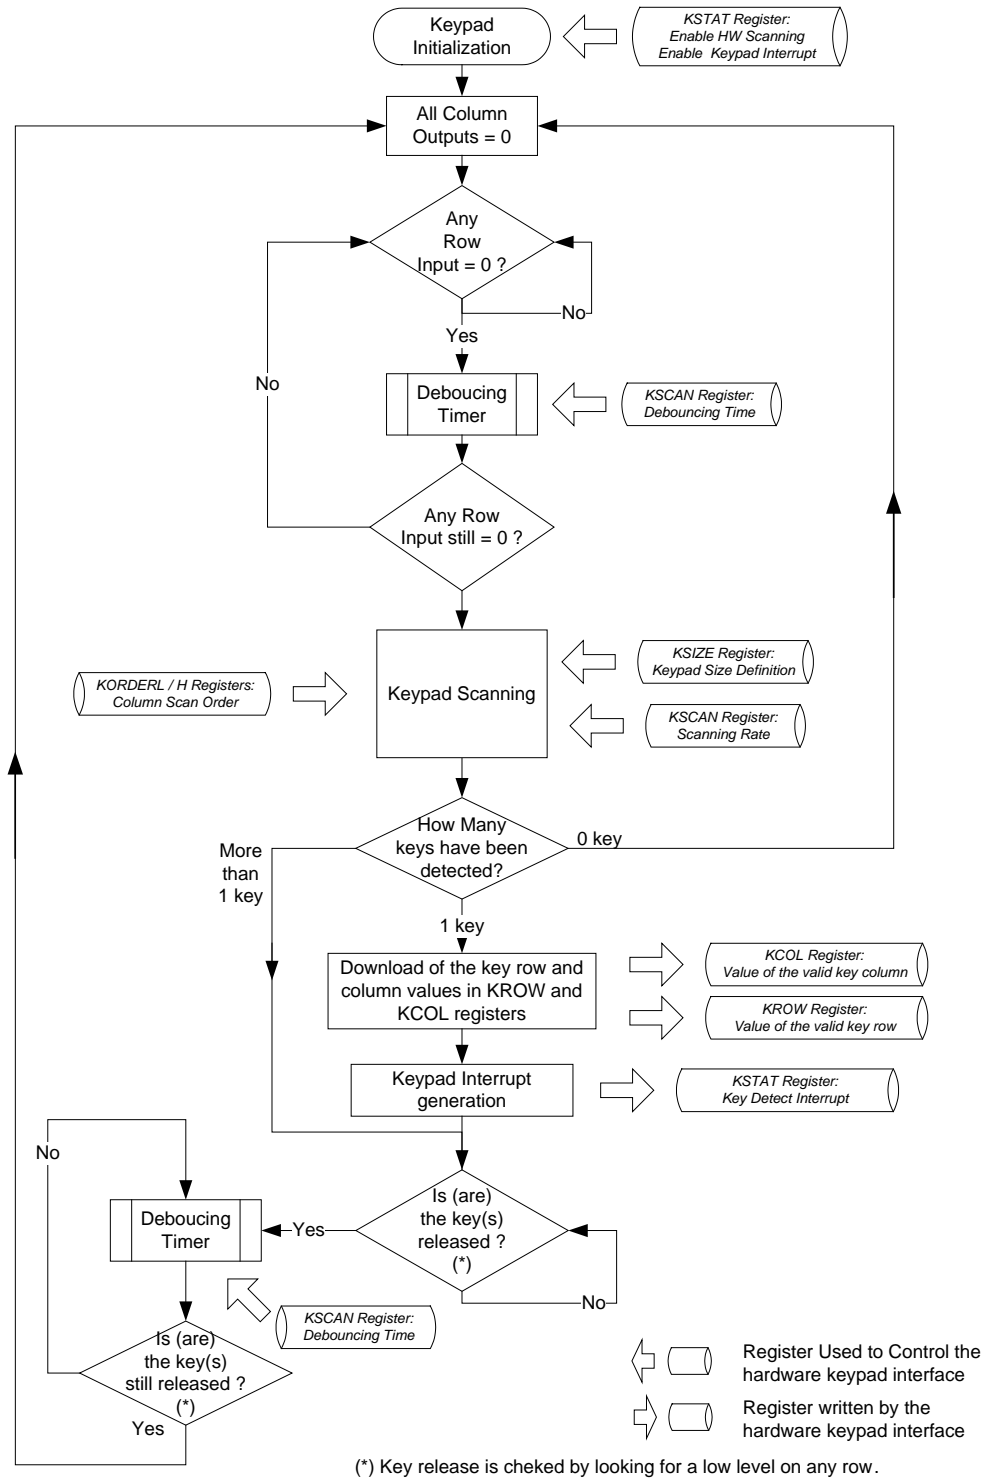 Keypad
Initialization
KSTAT Register:
Enable HW Scanning
Enable Keypad Interrupt
All Column
Outputs = 0
Any
Row
Input = 0 ?
No
Yes
No
Deboucing
Timer
KSCAN Register:
Debouncing Time
Any Row
Input still = 0 ?
Keypad Scanning
KSIZE Register:
Keypad Size Definition
KORDERL / H Registers:
Column Scan Order
KSCAN Register:
Scanning Rate
How Many
keys have been
detected?
0 key
More
than
1 key
1 key
Download of the key row and
column values in KROW and
KCOL registers
KCOL Register:
Value of the valid key column
KROW Register:
Value of the valid key row
Keypad Interrupt
generation
KSTAT Register:
Key Detect Interrupt
No
Is (are)
the key(s)
released ?
(*)
Yes
Deboucing
Timer
No
KSCAN Register:
Debouncing Time
Is (are)
the key(s)
still released ?
(*)
Yes
Register Used to Control the
hardware keypad interface
Register written by the
hardware keypad interface
(*) Key release is cheked by looking for a low level on any row.